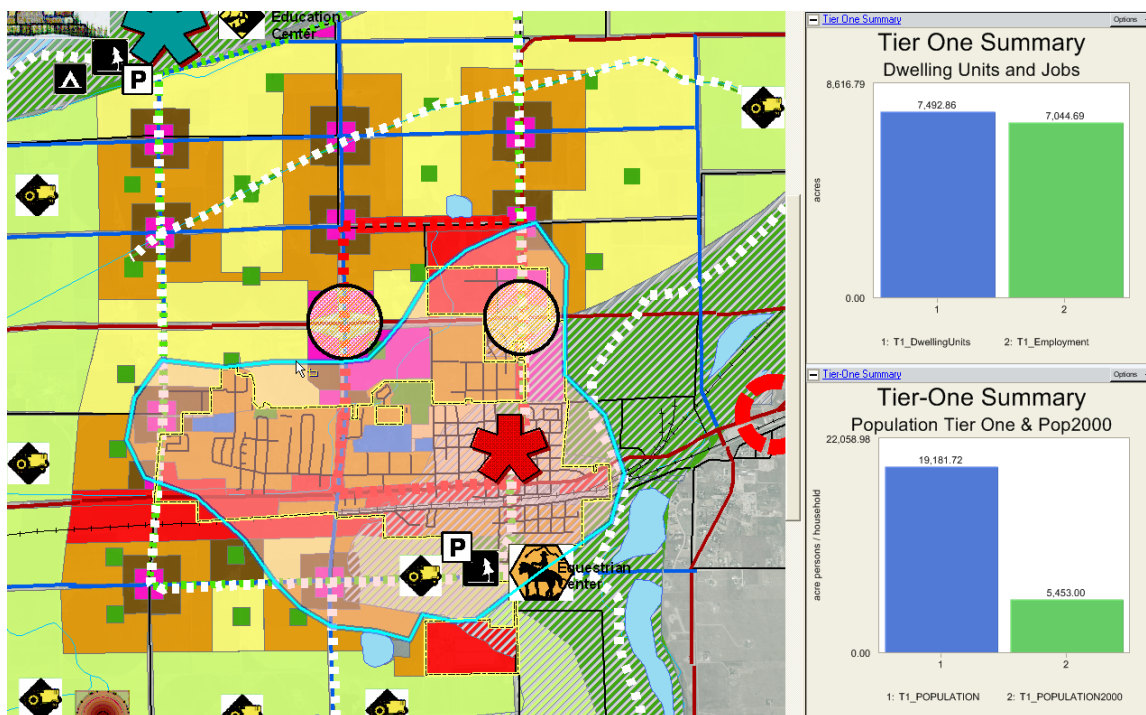 Education
Center
P
P
Equestrian
Center
Tier One Summary
Options
Tier One Summary
Dwelling Units and Jobs
8,616.79
7,492.86
7,044.69
acres
0.00
1
2
1: T1_DwellingUnits
2: T1_Employment
Tier-One Summary
Options
Tier-One Summary
Population Tier One & Pop2000
22,058.98
19,181.72
acre persons / household
5,453.00
0.00
1
2
1: T1_POPULATION
2: T1_POPULATION2000